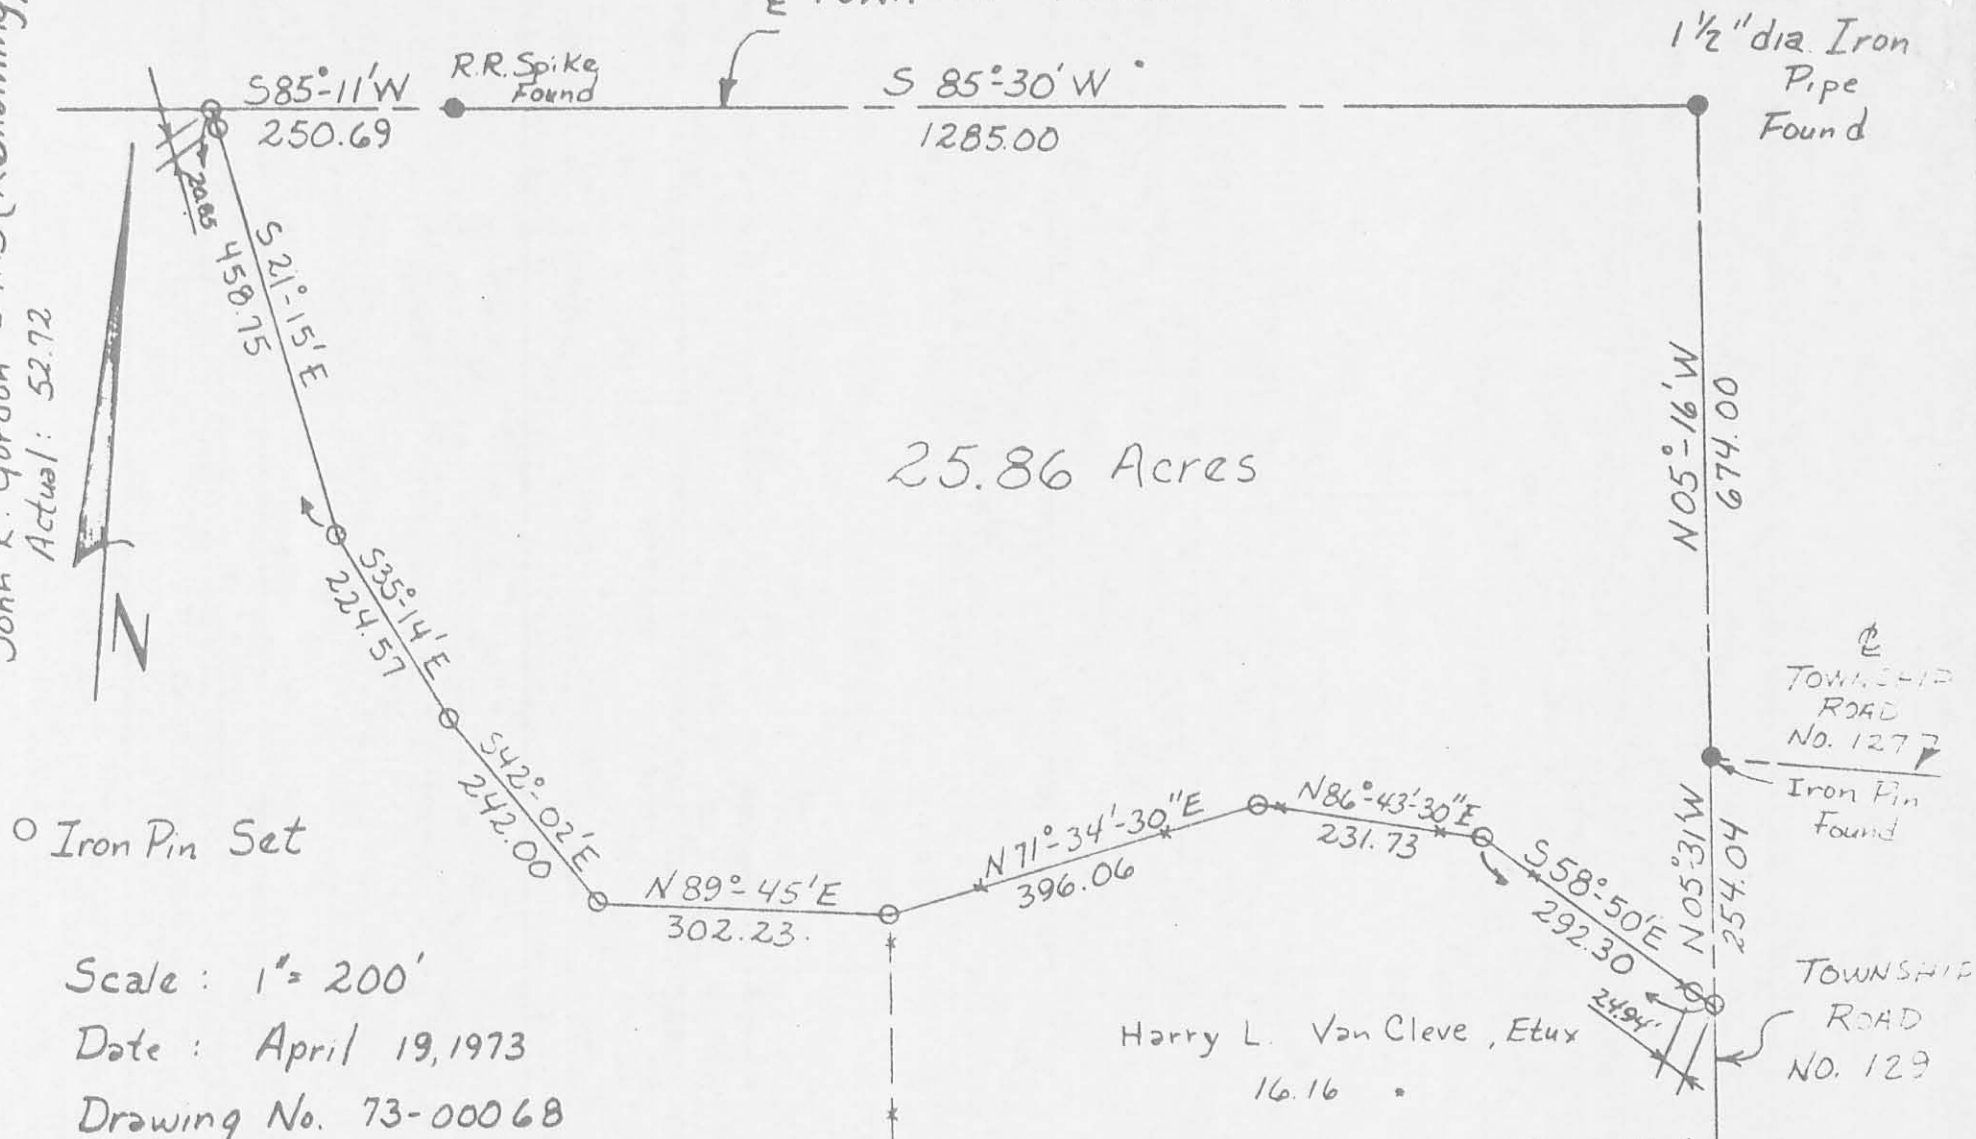 ℄
1½" dia. Iron
Pipe
Found
S85°-11'W
250.69
R.R. Spike
Found
S 85°-30'W
1285.00
20.85
S21°-15'E
458.75
Actual: 52.72
N
N05°-16'W
674.00
25.86 Acres
S35°-14'E
224.57
℄
TOWNSHIP
ROAD
No. 1277
Iron Pin
Found
S42°-02'E
242.00
O Iron Pin Set
N89°-45'E
302.23
N71°-34'-30"E
396.06
N86°-43'-30"E
231.73
S58°-50'E
292.30
N05°31'W
254.04
24.94'
TOWNSHIP
ROAD
NO. 129
Harry L. Van Cleve, Etux
16.16
Scale: 1"= 200'
Date: April 19, 1973
Drawing No. 73-00068